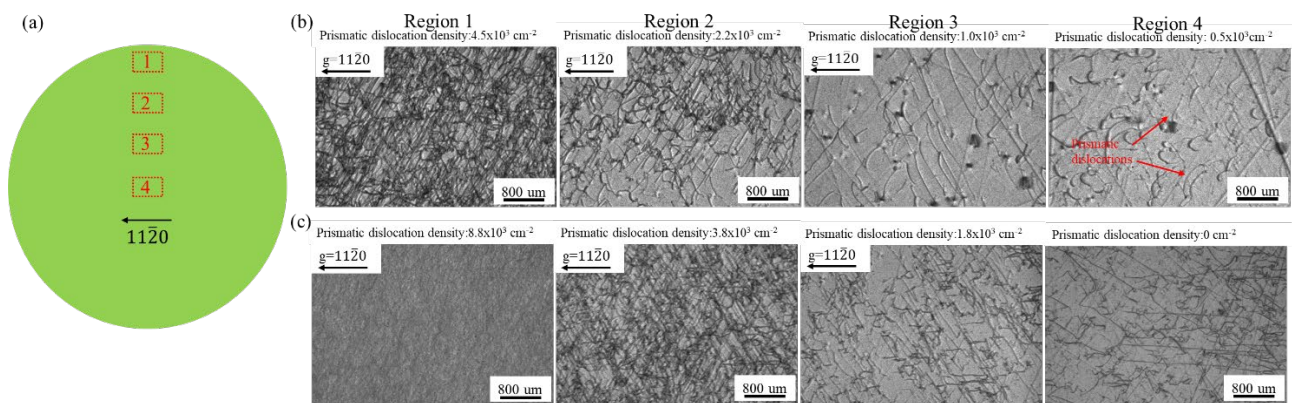 (a)
1
2
3
4
112̅0
(b)
Region 1
Region 2
Region 3
Region 4
Prismatic dislocation density:4.5x10³ cm⁻²
Prismatic dislocation density:2.2x10³ cm⁻²
Prismatic dislocation density:1.0x10³ cm⁻²
Prismatic dislocation density: 0.5x10³cm⁻²
g=112̅0
g=112̅0
g=112̅0
Prismatic
dislocations
800 um
800 um
800 um
800 um
(c)
Prismatic dislocation density:8.8x10³ cm⁻²
Prismatic dislocation density:3.8x10³ cm⁻²
Prismatic dislocation density:1.8x10³ cm⁻²
Prismatic dislocation density:0 cm⁻²
g=112̅0
g=112̅0
g=112̅0
800 um
800 um
800 um
800 um